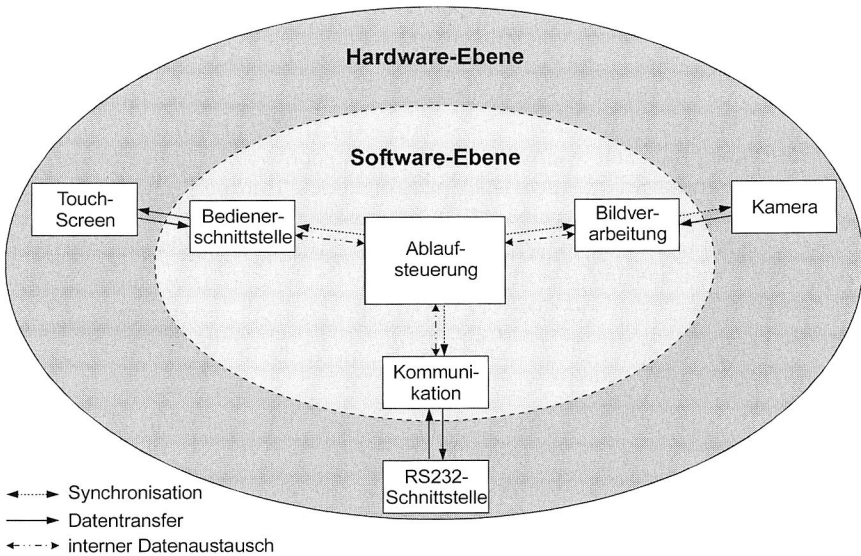 Hardware-Ebene
Software-Ebene
Touch-
Screen
Bediener-
schnittstelle
Ablauf-
steuerung
Bildver-
arbeitung
Kamera
Kommuni-
kation
RS232-
Schnittstelle
Synchronisation
Datentransfer
interner Datenaustausch